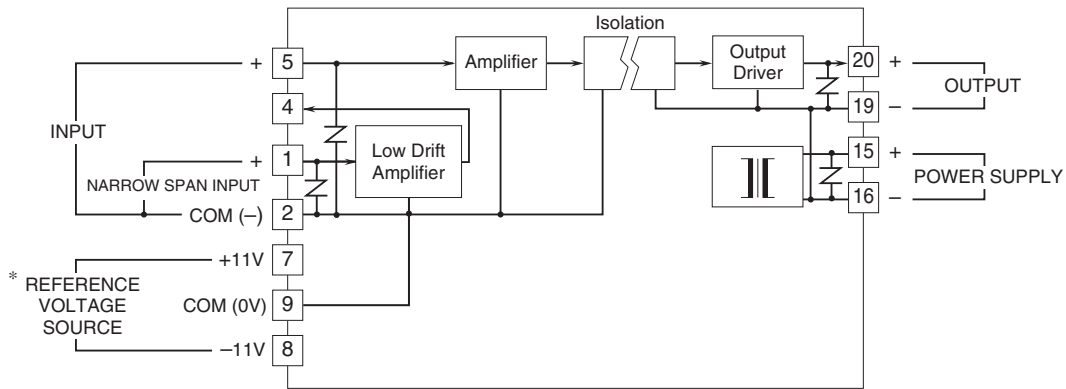 Isolation
+ 5
Amplifier
Output
Driver
20 +
4
19 –
OUTPUT
INPUT
+ 1
Low Drift
Amplifier
15 +
NARROW SPAN INPUT
POWER SUPPLY
COM (–) 2
16 –
+11V 7
* REFERENCE
VOLTAGE
SOURCE
COM (0V) 9
–11V 8